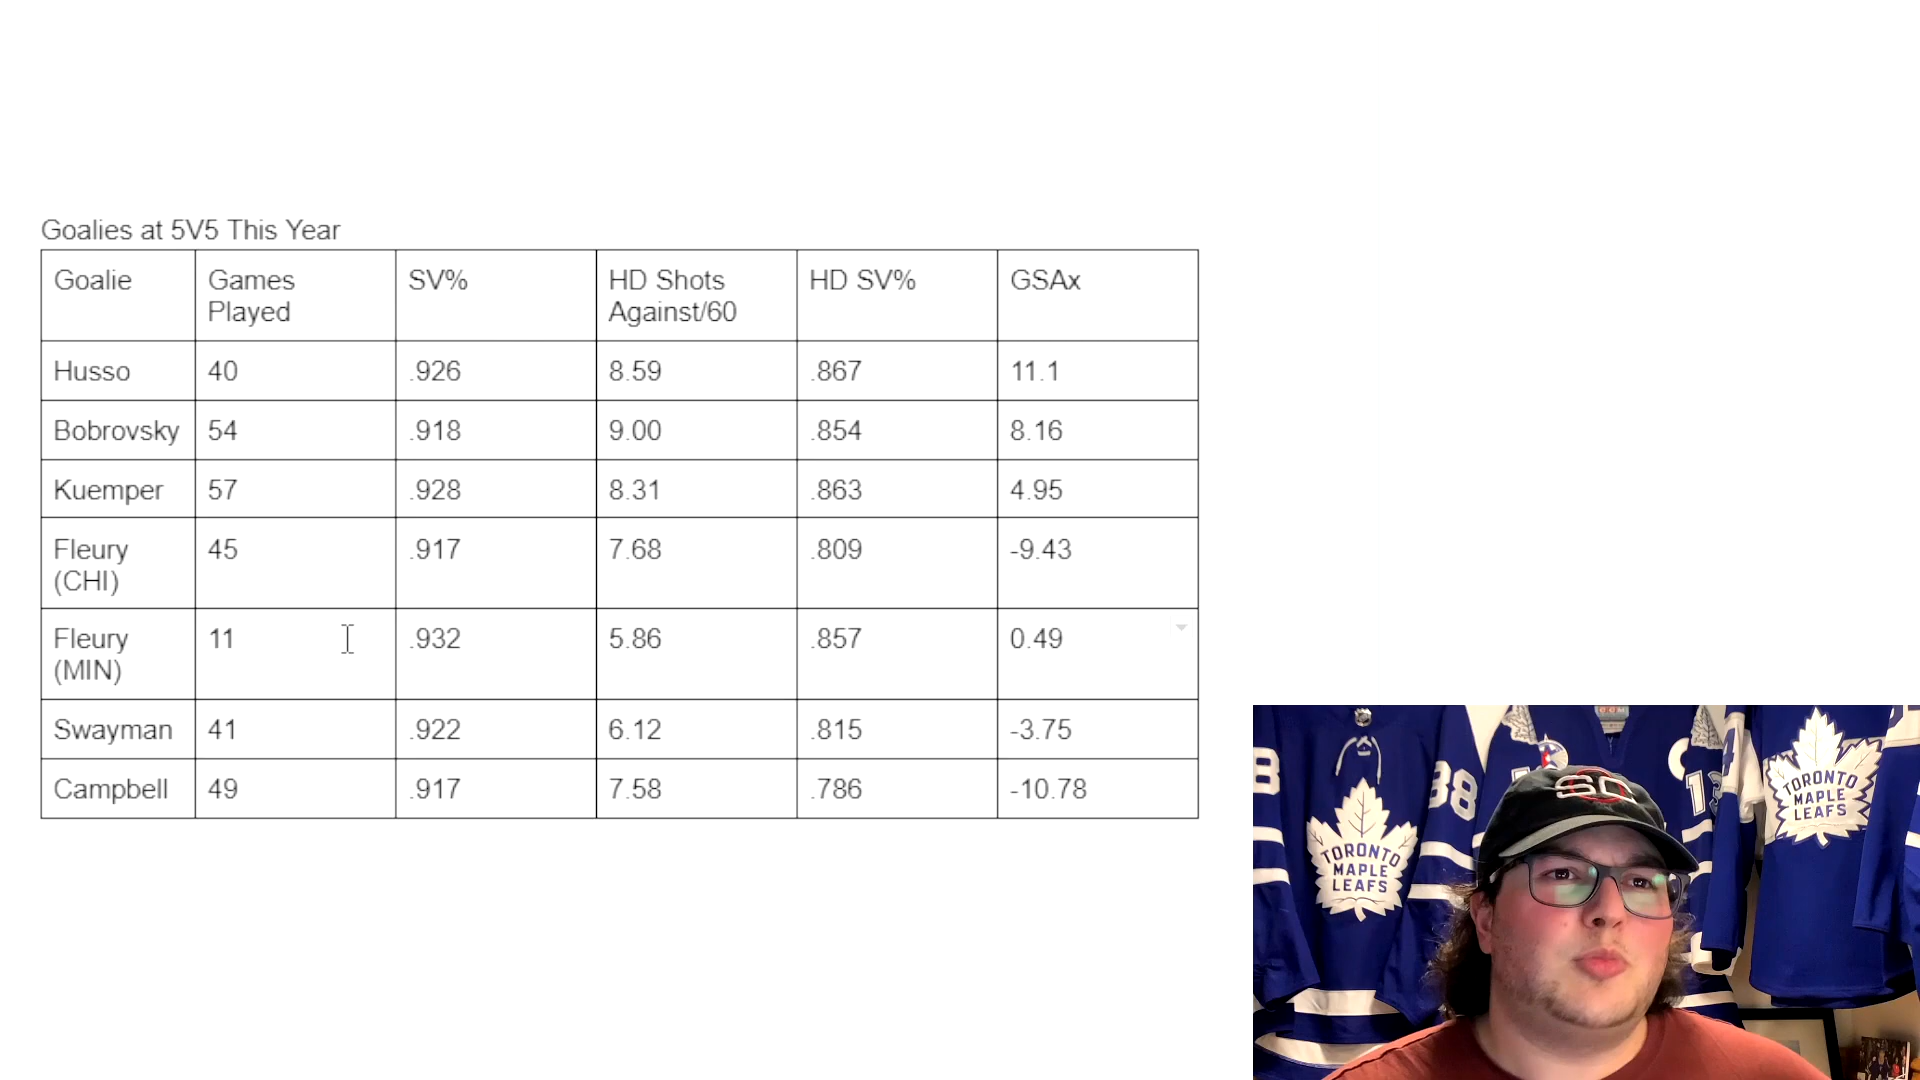 Goalies at 5V5 This Year
Goalie Games Played SV% HD Shots Against/60 HD SV% GSAx
Husso 40 .926 8.59 .867 11.1
Bobrovsky 54 .918 9.00 .854 8.16
Kuemper 57 .928 8.31 .863 4.95
Fleury (CHI) 45 .917 7.68 .809 -9.43
Fleury (MIN) 11 .932 5.86 .857 0.49
Swayman 41 .922 6.12 .815 -3.75
Campbell 49 .917 7.58 .786 -10.78
88
C
13
TORONTO
MAPLE
LEAFS
TORONTO
MAPLE
LEAFS
CCM